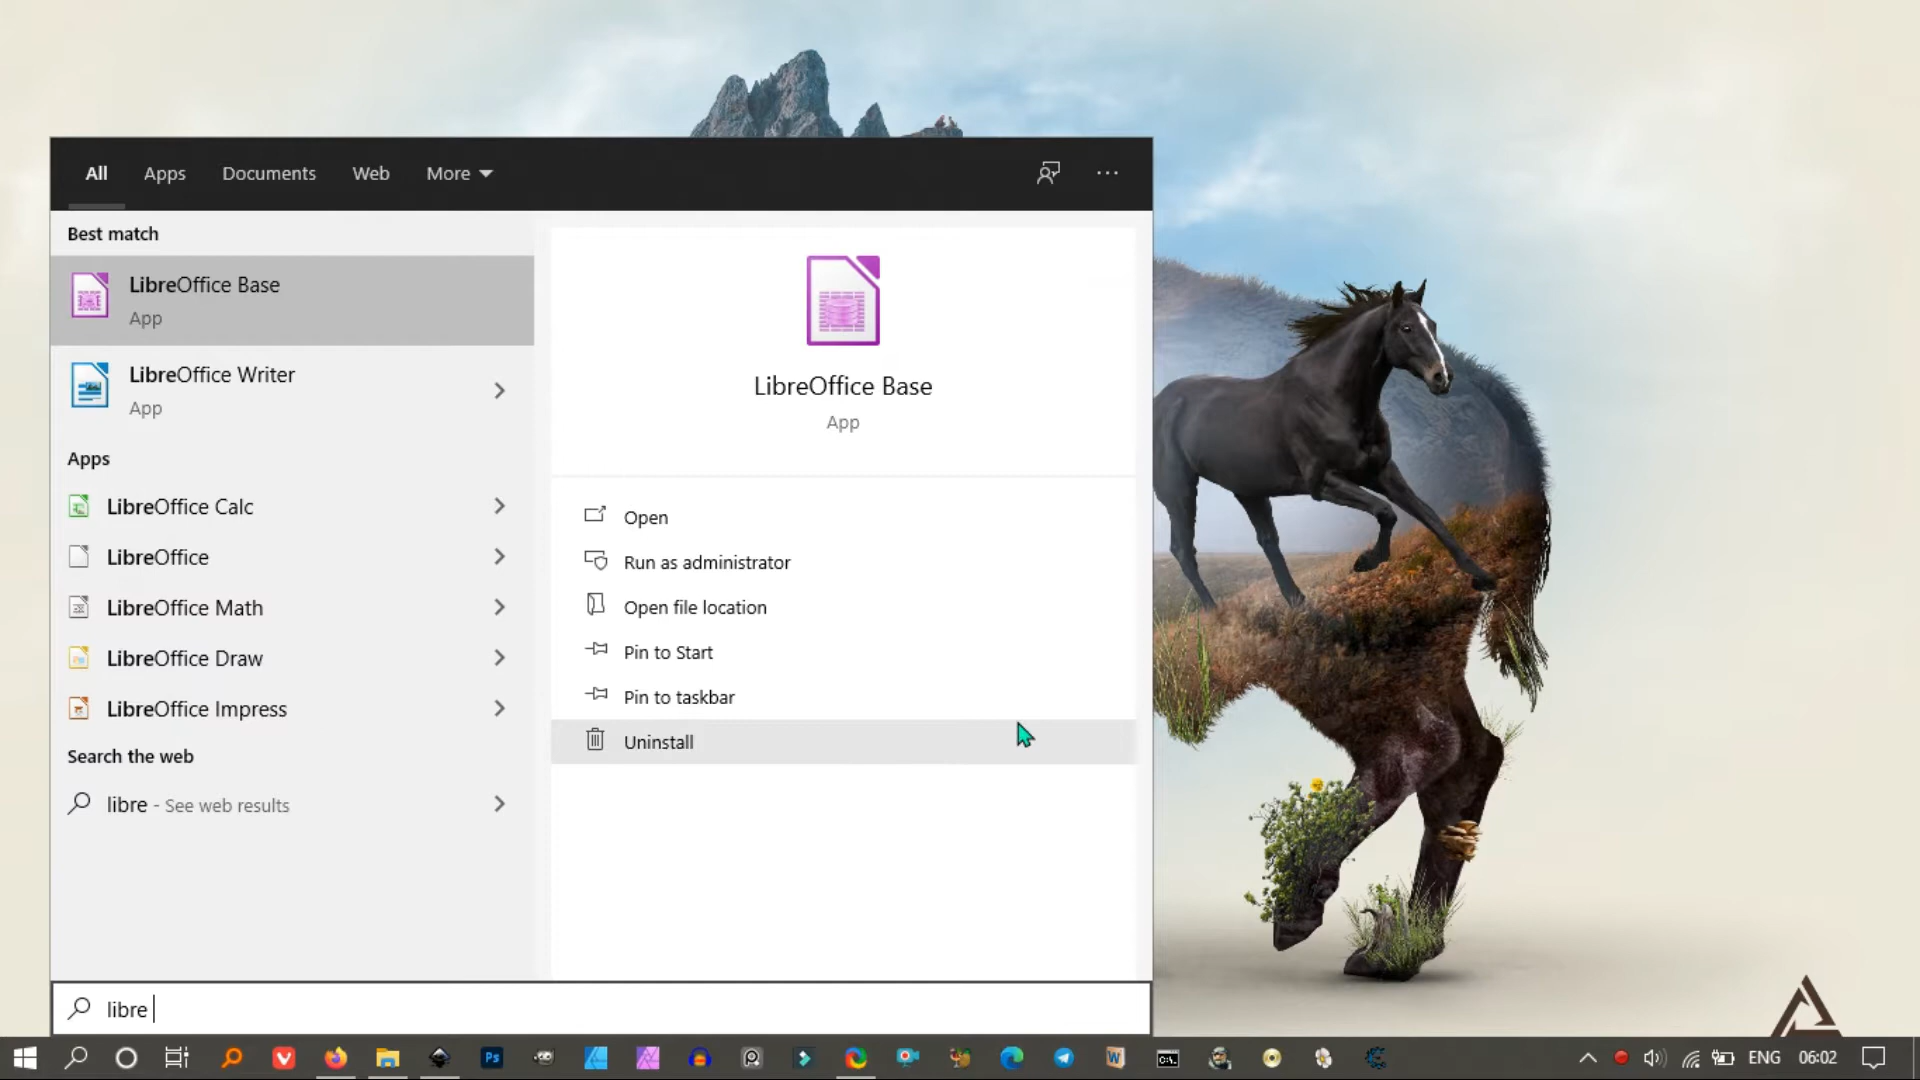 All Apps Documents Web More
Best match
LibreOffice Base
App
LibreOffice Writer
App
Apps
LibreOffice Calc
LibreOffice
LibreOffice Math
LibreOffice Draw
LibreOffice Impress
Search the web
libre - See web results
LibreOffice Base
App
Open
Run as administrator
Open file location
Pin to Start
Pin to taskbar
Uninstall
libre
Ps
W
C:\
ENG 06:02